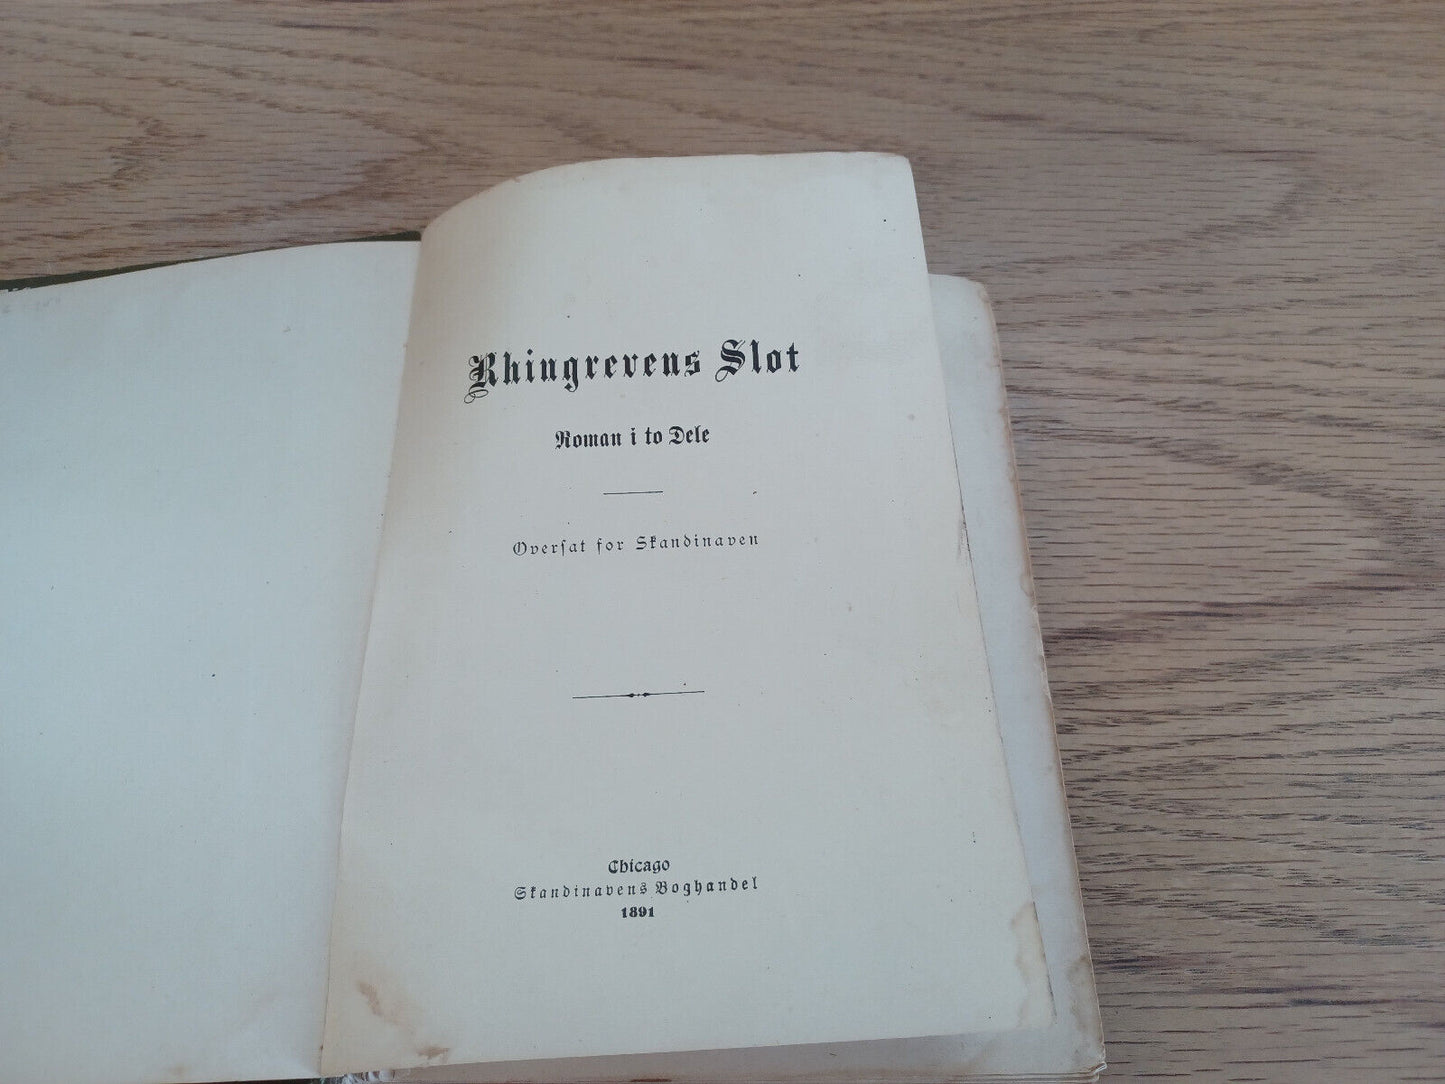 Rhingrevens Slot
Roman i to Dele
Oversat for Skandinaven
Chicago
Skandinavens Boghandel
1891